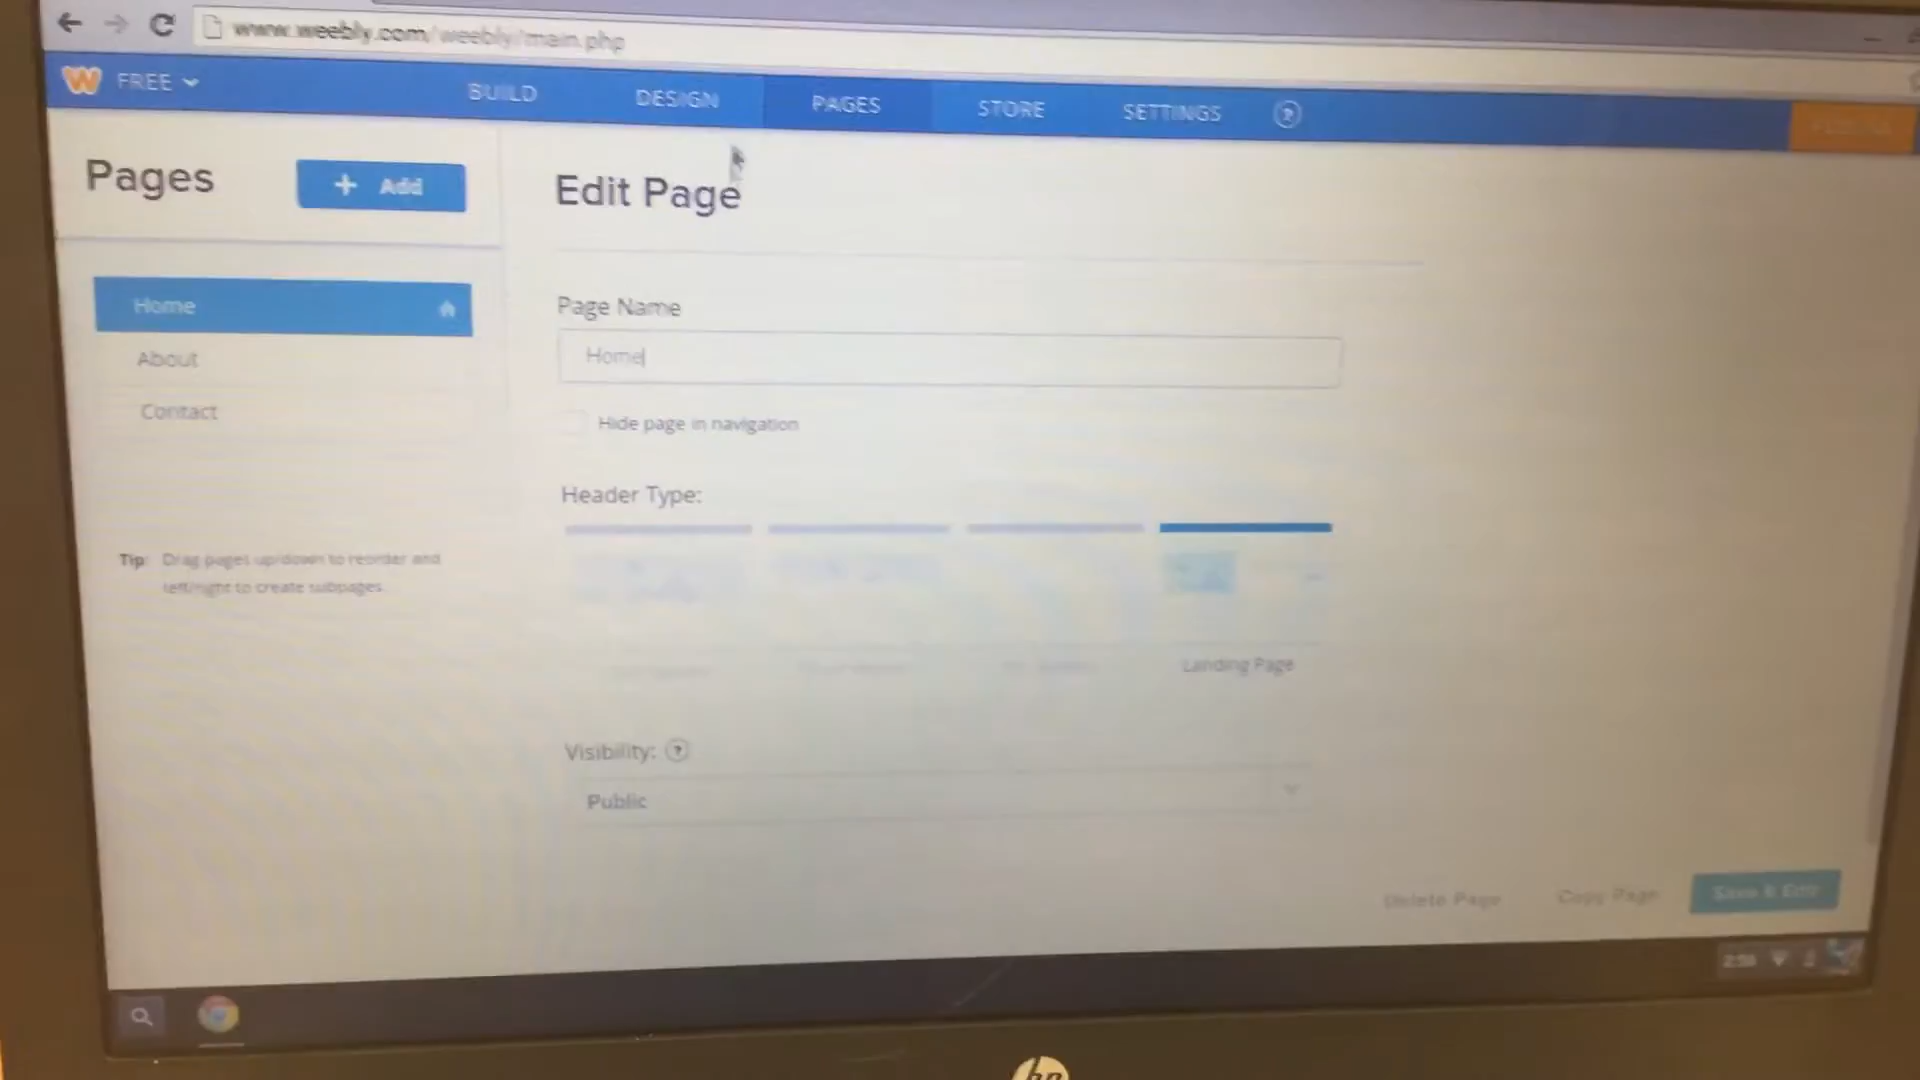 www.weebly.com/weebly/main.php
FREE
BUILD
DESIGN
PAGES
STORE
SETTINGS
?
Pages
+ Add
Edit Page
Home
About
Contact
Tip: Drag pages up/down to reorder and
left/right to create subpages.
Page Name
Home
Hide page in navigation
Header Type:
Landing Page
Visibility: ?
Public
Delete Page
Copy Page
Save & Edit
hp